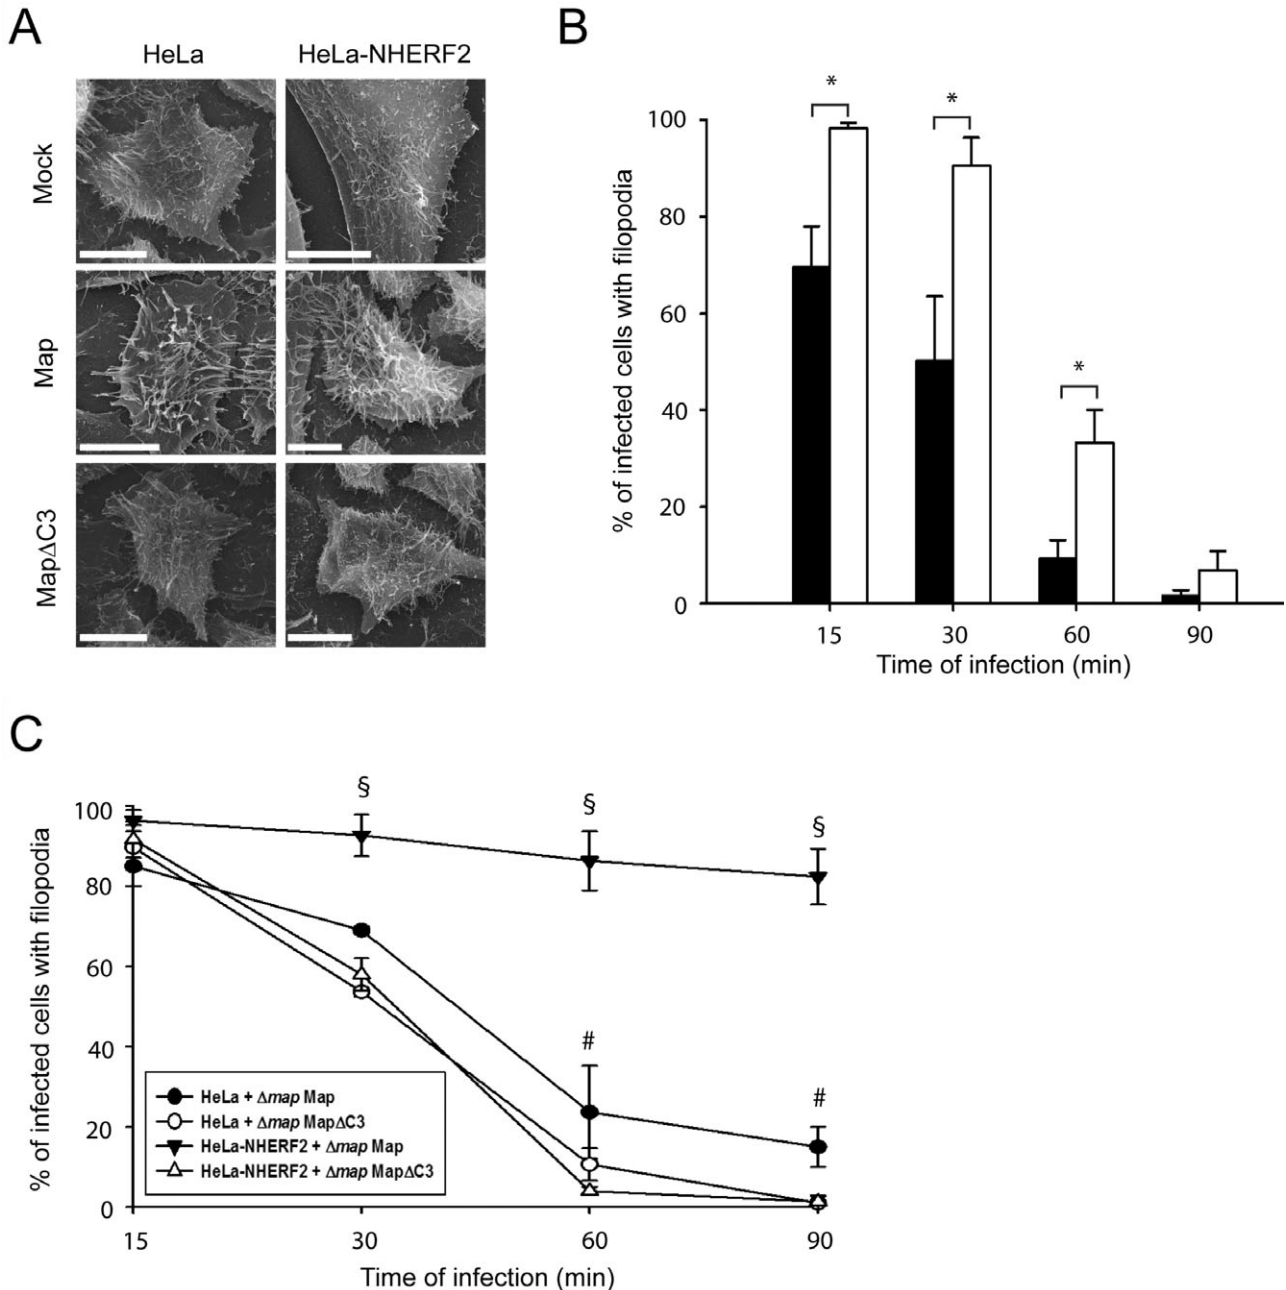 A
HeLa
HeLa-NHERF2
Mock
Map
MapΔC3
B
% of infected cells with filopodia
100
80
60
40
20
0
*
*
*
15
30
60
90
Time of infection (min)
C
% of infected cells with filopodia
100
80
60
40
20
0
§
§
§
#
#
HeLa + Δmap Map
HeLa + Δmap MapΔC3
HeLa-NHERF2 + Δmap Map
HeLa-NHERF2 + Δmap MapΔC3
15
30
60
90
Time of infection (min)